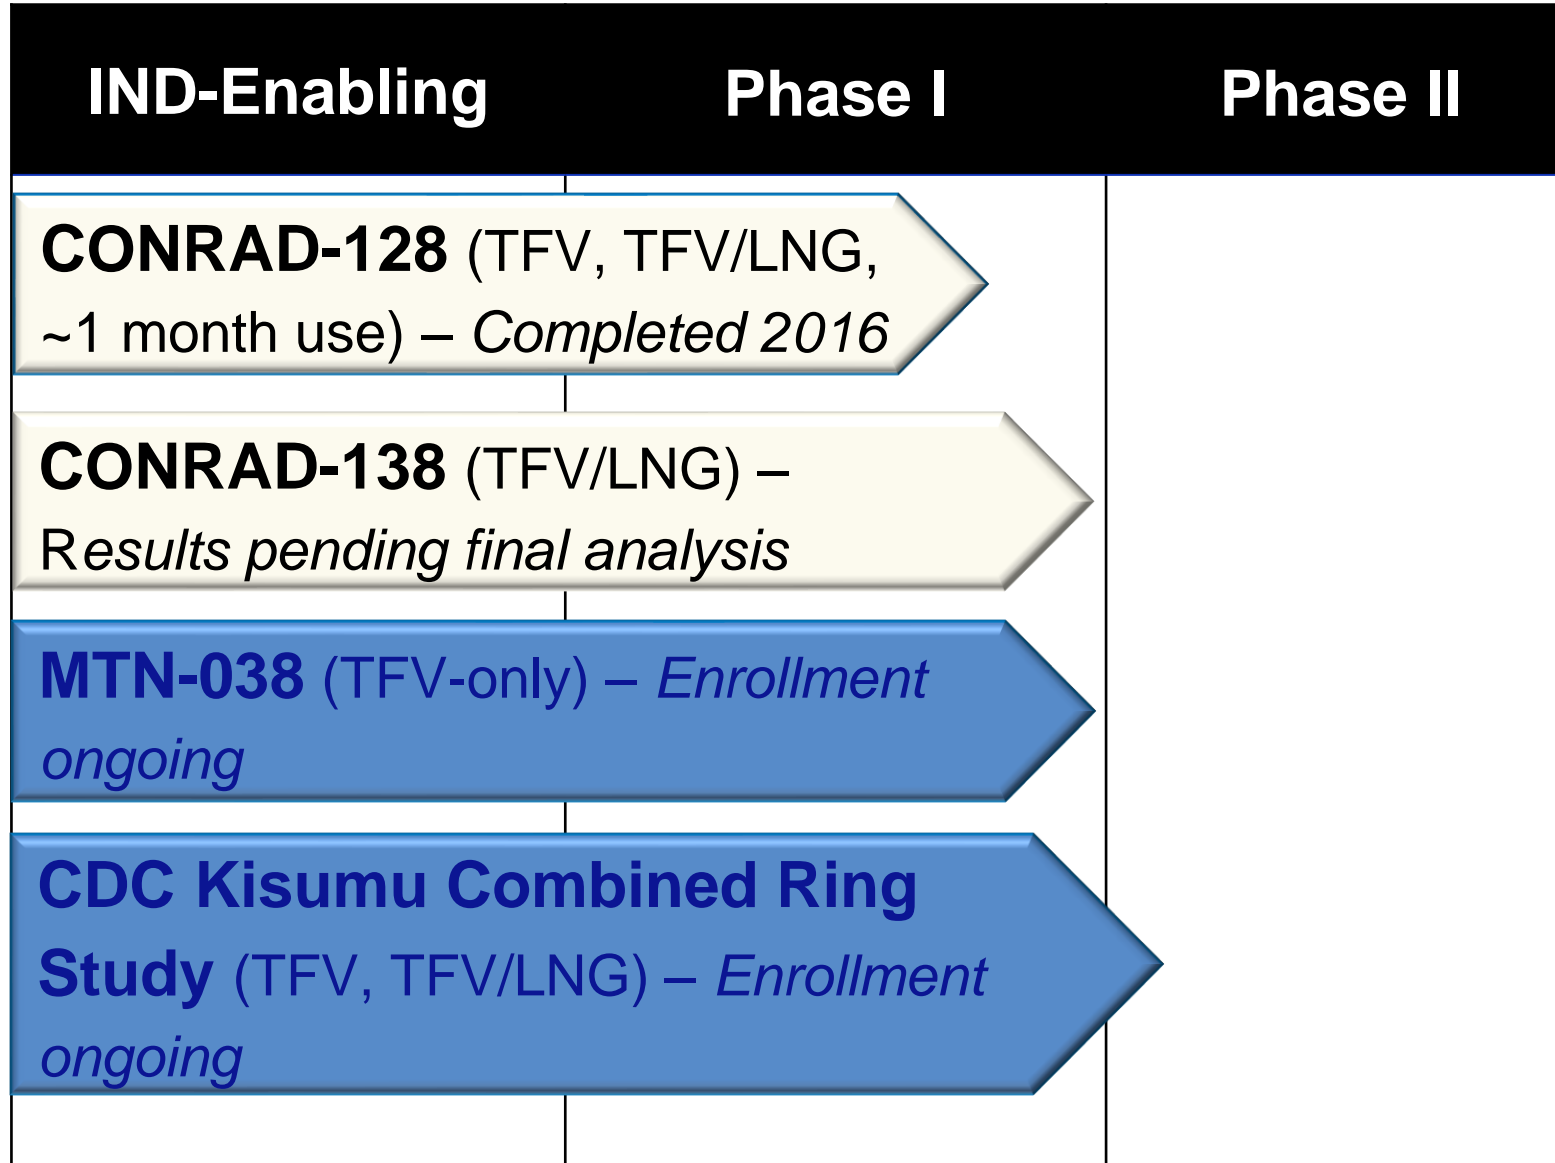 IND-Enabling
Phase I
Phase II
CONRAD-128 (TFV, TFV/LNG,
~1 month use) – Completed 2016
CONRAD-138 (TFV/LNG) –
Results pending final analysis
MTN-038 (TFV-only) – Enrollment
ongoing
CDC Kisumu Combined Ring
Study (TFV, TFV/LNG) – Enrollment
ongoing